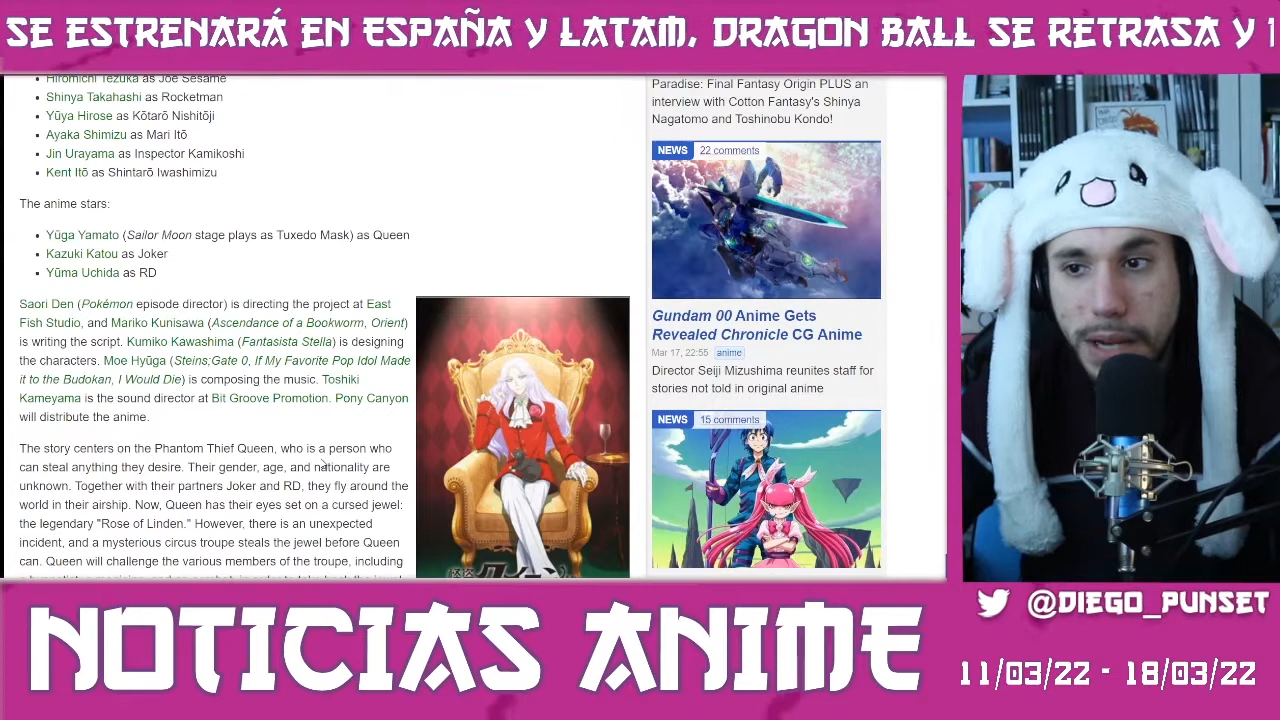 SE ESTRENARÁ EN ESPAÑA Y LATAM, DRAGON BALL SE RETRASA Y
Hiromichi Tezuka as Joe Sesame
Shinya Takahashi as Rocketman
Yūya Hirose as Kōtarō Nishitōji
Ayaka Shimizu as Mari Itō
Jin Urayama as Inspector Kamikoshi
Kent Itō as Shintarō Iwashimizu
The anime stars:
Yūga Yamato (Sailor Moon stage plays as Tuxedo Mask) as Queen
Kazuki Katou as Joker
Yūma Uchida as RD
Saori Den (Pokémon episode director) is directing the project at East
Fish Studio, and Mariko Kunisawa (Ascendance of a Bookworm, Orient)
is writing the script. Kumiko Kawashima (Fantasista Stella) is designing
the characters. Moe Hyūga (Steins;Gate 0, If My Favorite Pop Idol Made
it to the Budokan, I Would Die) is composing the music. Toshiki
Kameyama is the sound director at Bit Groove Promotion. Pony Canyon
will distribute the anime.
The story centers on the Phantom Thief Queen, who is a person who
can steal anything they desire. Their gender, age, and nationality are
unknown. Together with their partners Joker and RD, they fly around the
world in their airship. Now, Queen has their eyes set on a cursed jewel:
the legendary "Rose of Linden." However, there is an unexpected
incident, and a mysterious circus troupe steals the jewel before Queen
can. Queen will challenge the various members of the troupe, including
Paradise: Final Fantasy Origin PLUS an
interview with Cotton Fantasy's Shinya
Nagatomo and Toshinobu Kondo!
NEWS 22 comments
Gundam 00 Anime Gets
Revealed Chronicle CG Anime
Mar 17, 22:55 anime
Director Seiji Mizushima reunites staff for
stories not told in original anime
NEWS 15 comments
NOTICIAS ANIME
@DIEGO_PUNSET
11/03/22 - 18/03/22